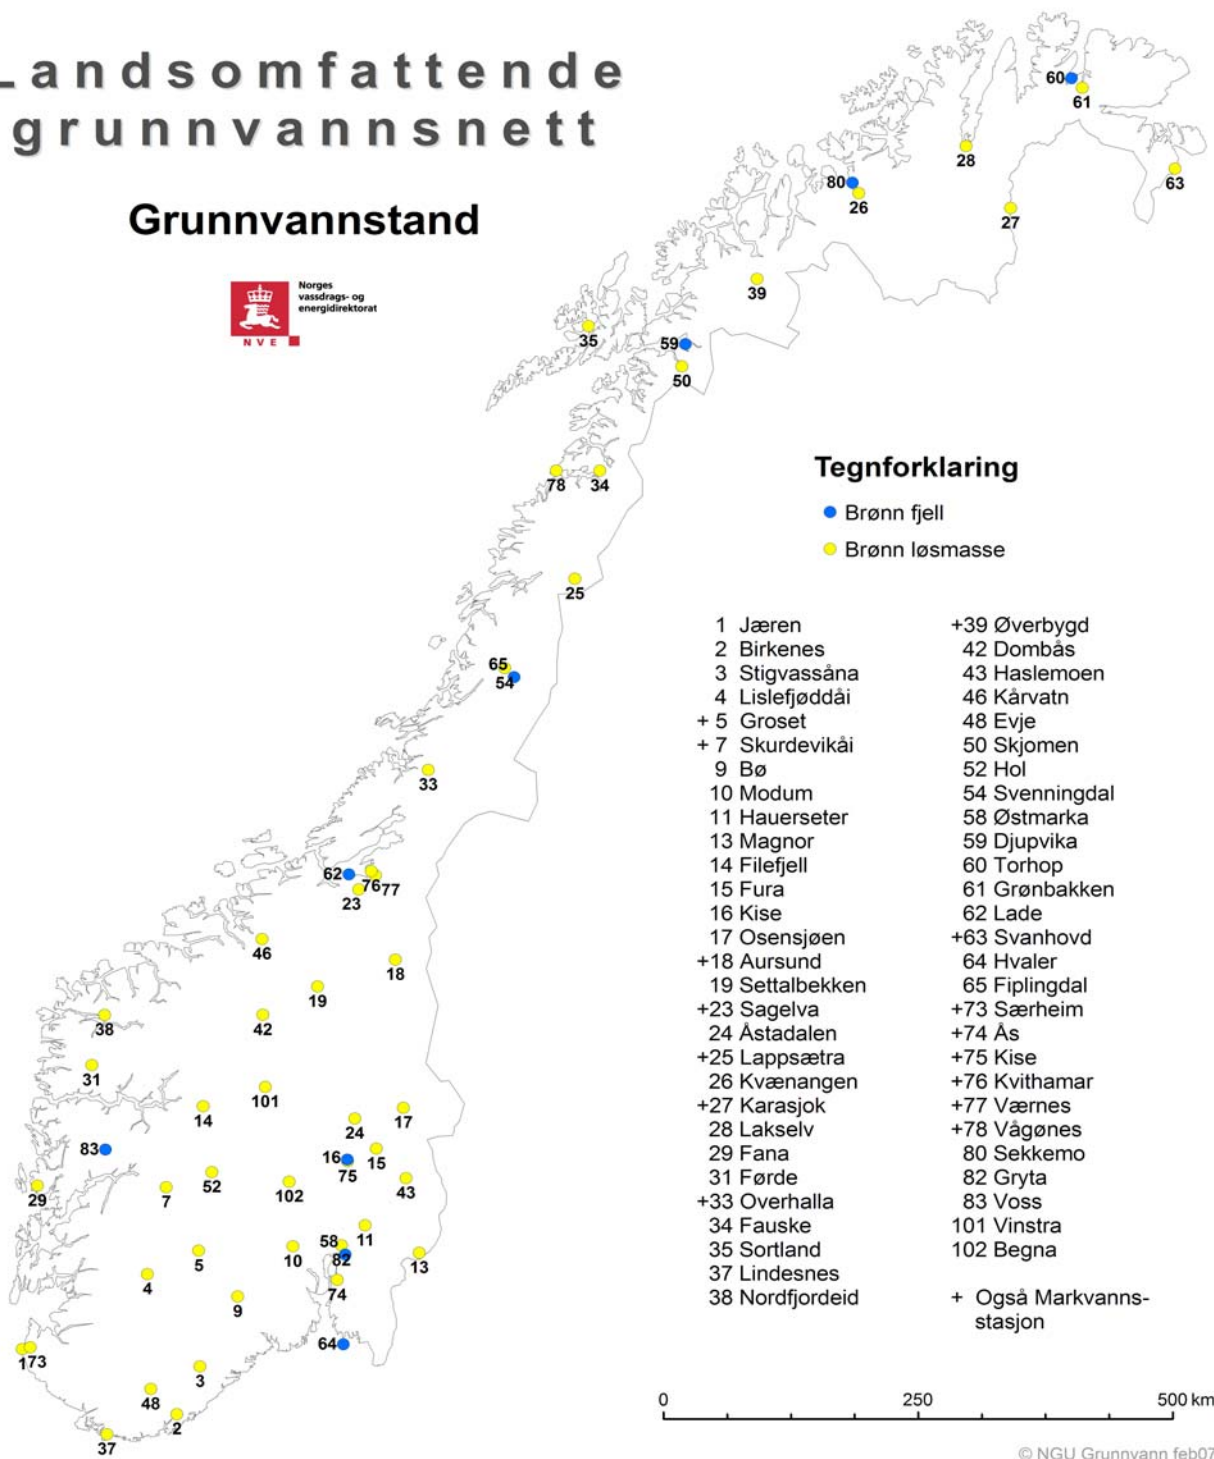 Landsomfattende
grunnvannsnett
Grunnvannstand
Norges
vassdrags- og
energidirektorat
NVE
60
61
28
80
26
63
27
39
35
59
50
78
34
25
65
54
33
62
76
77
23
46
18
19
38
42
31
101
14
17
24
83
16
15
75
52
29
7
102
43
11
58
5
10
82
13
4
74
9
64
1
73
3
48
2
37
Tegnforklaring
Brønn fjell
Brønn løsmasse
1 Jæren
2 Birkenes
3 Stigvassåna
4 Lislefjøddåi
+ 5 Groset
+ 7 Skurdevikåi
9 Bø
10 Modum
11 Hauerseter
13 Magnor
14 Filefjell
15 Fura
16 Kise
17 Osensjøen
+18 Aursund
19 Settalbekken
+23 Sagelva
24 Åstadalen
+25 Lappsætra
26 Kvænangen
+27 Karasjok
28 Lakselv
29 Fana
31 Førde
+33 Overhalla
34 Fauske
35 Sortland
37 Lindesnes
38 Nordfjordeid
+39 Øverbygd
42 Dombås
43 Haslemoen
46 Kårvatn
48 Evje
50 Skjomen
52 Hol
54 Svenningdal
58 Østmarka
59 Djupvika
60 Torhop
61 Grønbakken
62 Lade
+63 Svanhovd
64 Hvaler
65 Fiplingdal
+73 Særheim
+74 Ås
+75 Kise
+76 Kvithamar
+77 Værnes
+78 Vågønes
80 Sekkemo
82 Gryta
83 Voss
101 Vinstra
102 Begna
+ Også Markvanns-
stasjon
0 250 500 km
© NGU Grunnvann feb07